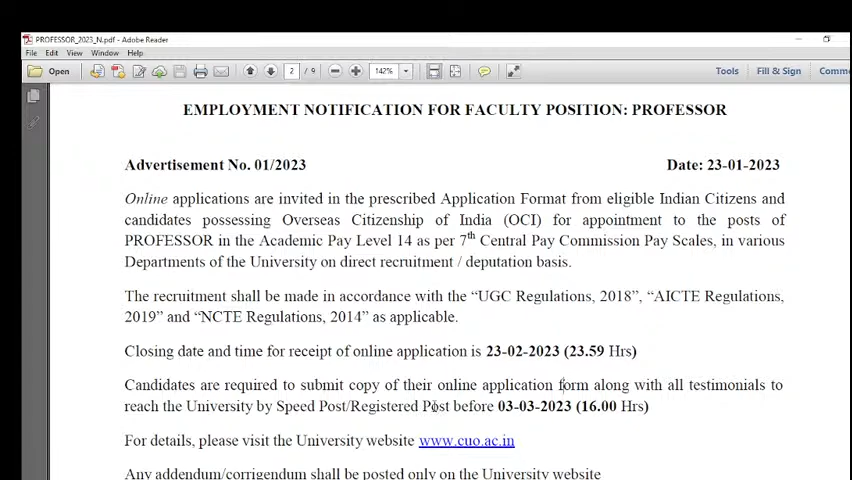 PROFESSOR_2023_N.pdf - Adobe Reader
File Edit View Window Help
Open 2 / 9 142% Tools Fill & Sign
EMPLOYMENT NOTIFICATION FOR FACULTY POSITION: PROFESSOR
Advertisement No. 01/2023 Date: 23-01-2023
Online applications are invited in the prescribed Application Format from eligible Indian Citizens and
candidates possessing Overseas Citizenship of India (OCI) for appointment to the posts of
PROFESSOR in the Academic Pay Level 14 as per 7th Central Pay Commission Pay Scales, in various
Departments of the University on direct recruitment / deputation basis.
The recruitment shall be made in accordance with the “UGC Regulations, 2018”, “AICTE Regulations,
2019” and “NCTE Regulations, 2014” as applicable.
Closing date and time for receipt of online application is 23-02-2023 (23.59 Hrs)
Candidates are required to submit copy of their online application form along with all testimonials to
reach the University by Speed Post/Registered Post before 03-03-2023 (16.00 Hrs)
For details, please visit the University website www.cuo.ac.in
Any addendum/corrigendum shall be posted only on the University website